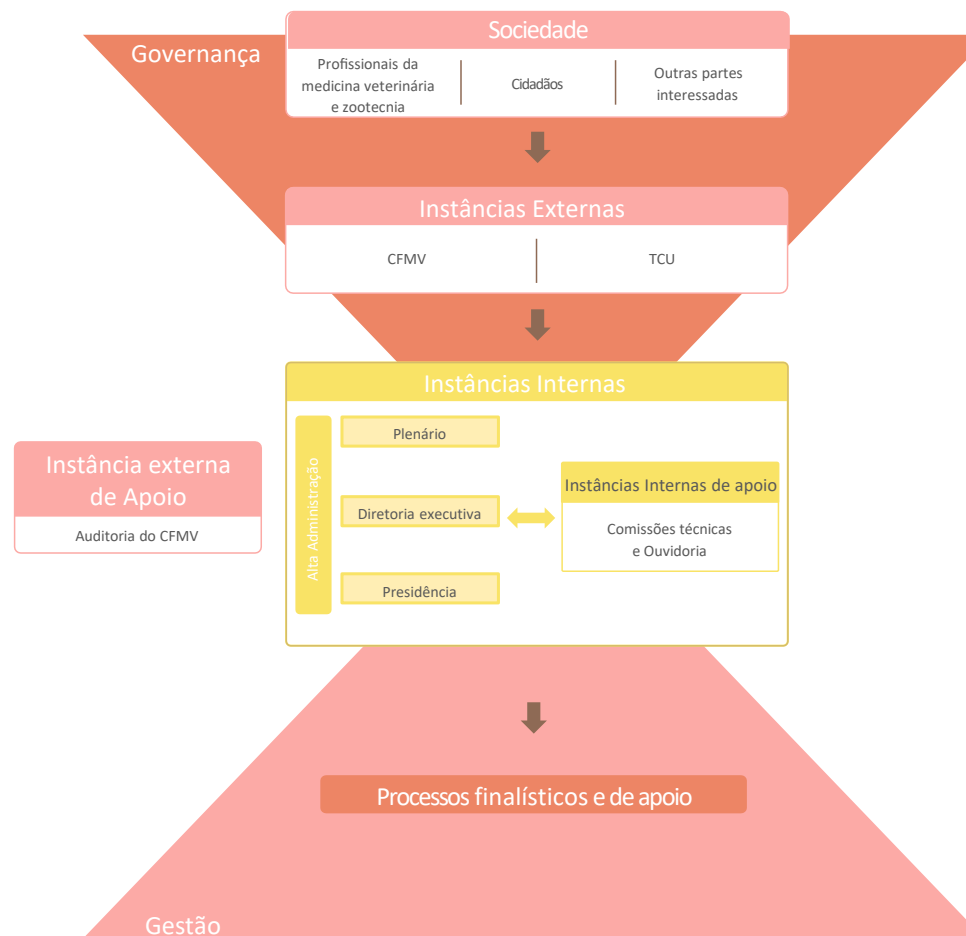 Governança
Sociedade
Profissionais da
medicina veterinária
e zootecnia
Cidadãos
Outras partes
interessadas
Instâncias Externas
CFMV
TCU
Instâncias Internas
Alta Administração
Plenário
Diretoria executiva
Presidência
Instâncias Internas de apoio
Comissões técnicas
e Ouvidoria
Instância externa
de Apoio
Auditoria do CFMV
Processos finalísticos e de apoio
Gestão